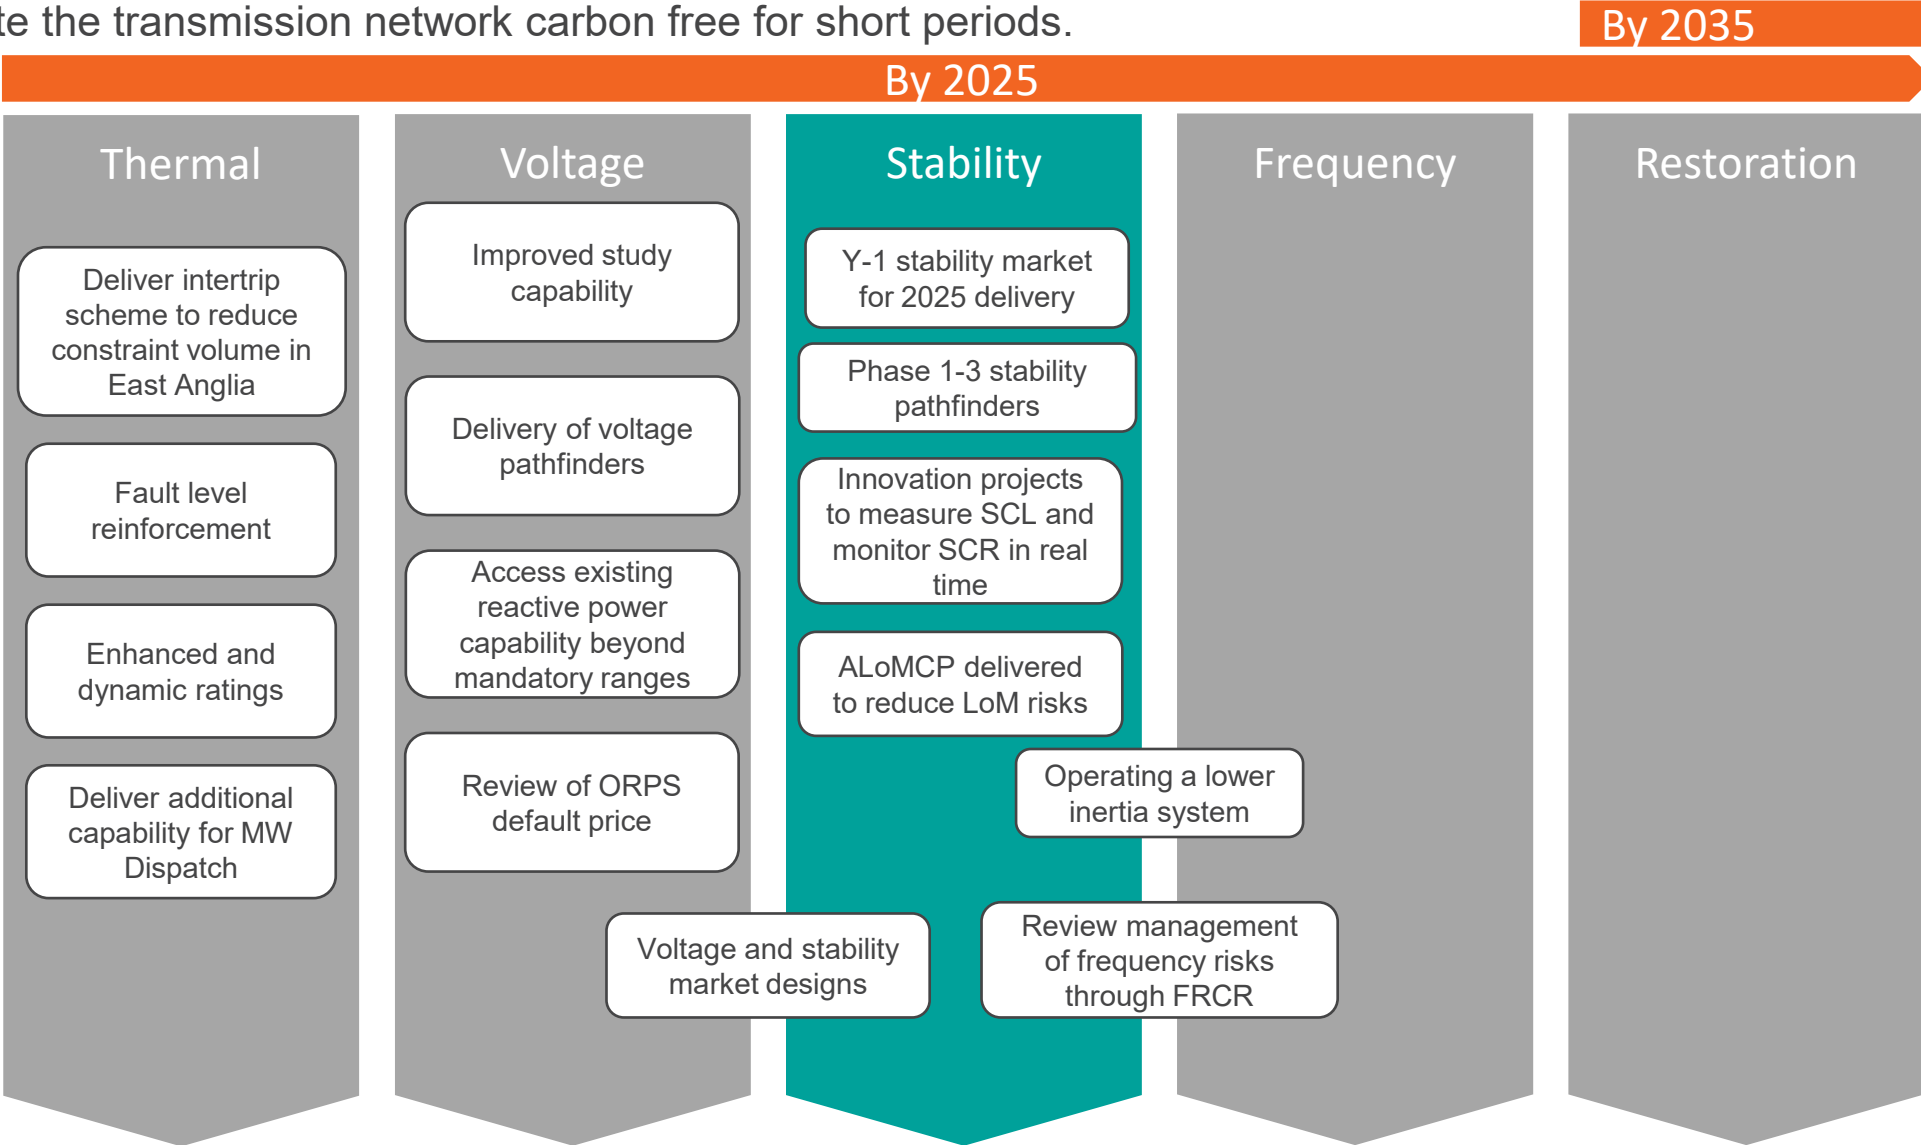 te the transmission network carbon free for short periods.
By 2035
By 2025
Thermal
Deliver intertrip
scheme to reduce
constraint volume in
East Anglia
Fault level
reinforcement
Enhanced and
dynamic ratings
Deliver additional
capability for MW
Dispatch
Voltage
Improved study
capability
Delivery of voltage
pathfinders
Access existing
reactive power
capability beyond
mandatory ranges
Review of ORPS
default price
Voltage and stability
market designs
Stability
Y-1 stability market
for 2025 delivery
Phase 1-3 stability
pathfinders
Innovation projects
to measure SCL and
monitor SCR in real
time
ALoMCP delivered
to reduce LoM risks
Operating a lower
inertia system
Review management
of frequency risks
through FRCR
Frequency
Restoration